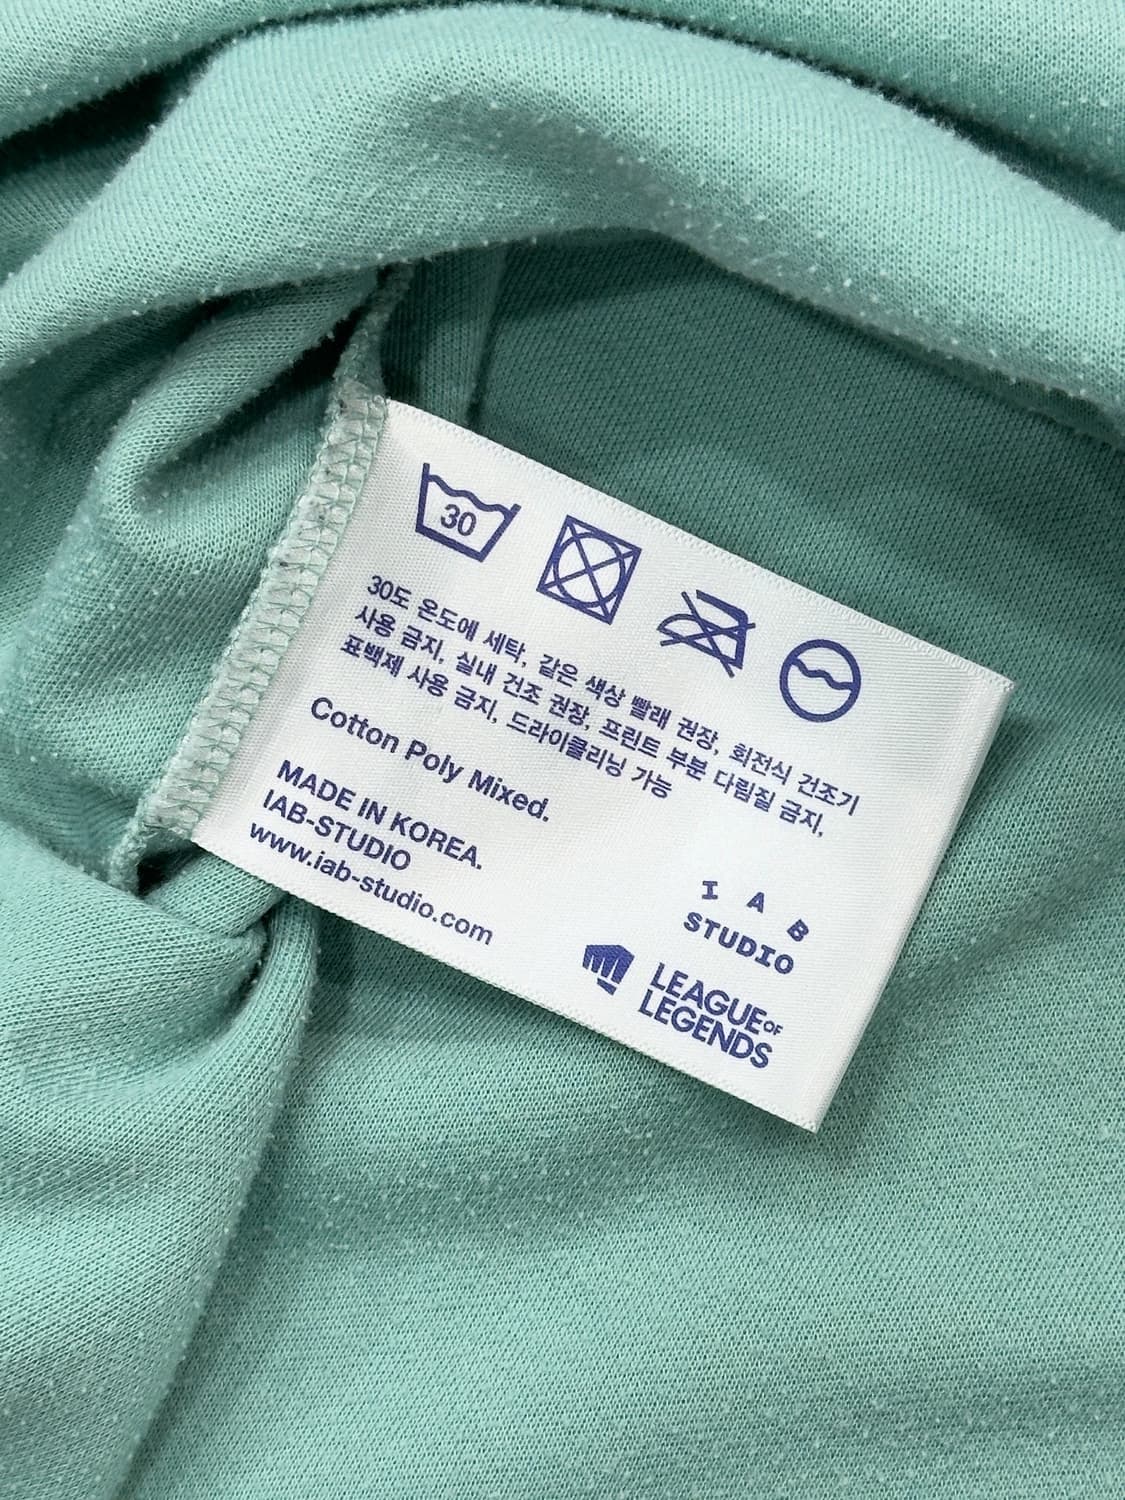 30
30도 온도에 세탁, 같은 색상 빨래 권장, 회전식 건조기
사용 금지, 실내 건조 권장, 프린트 부분 다림질 금지,
표백제 사용 금지, 드라이클리닝 가능
Cotton Poly Mixed.
MADE IN KOREA.
IAB-STUDIO
www.iab-studio.com
I A B
STUDIO
LEAGUE OF
LEGENDS